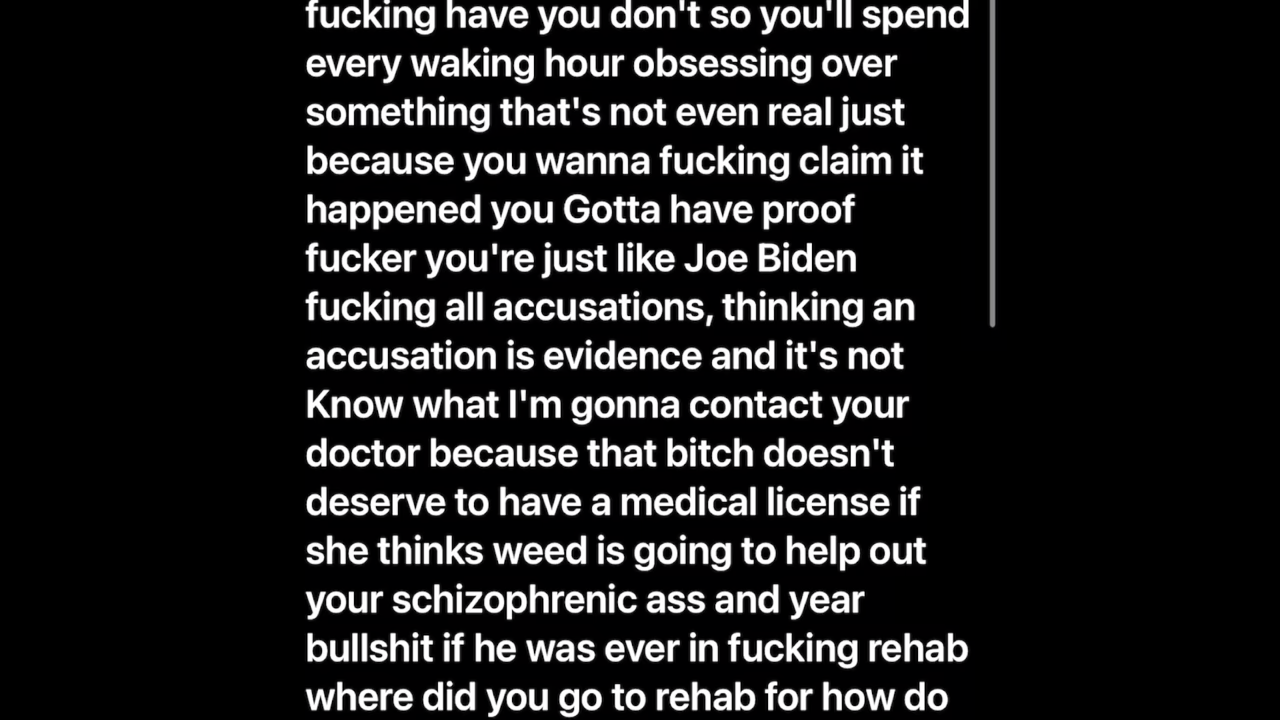 fucking have you don't so you'll spend
every waking hour obsessing over
something that's not even real just
because you wanna fucking claim it
happened you Gotta have proof
fucker you're just like Joe Biden
fucking all accusations, thinking an
accusation is evidence and it's not
Know what I'm gonna contact your
doctor because that bitch doesn't
deserve to have a medical license if
she thinks weed is going to help out
your schizophrenic ass and year
bullshit if he was ever in fucking rehab
where did you go to rehab for how do